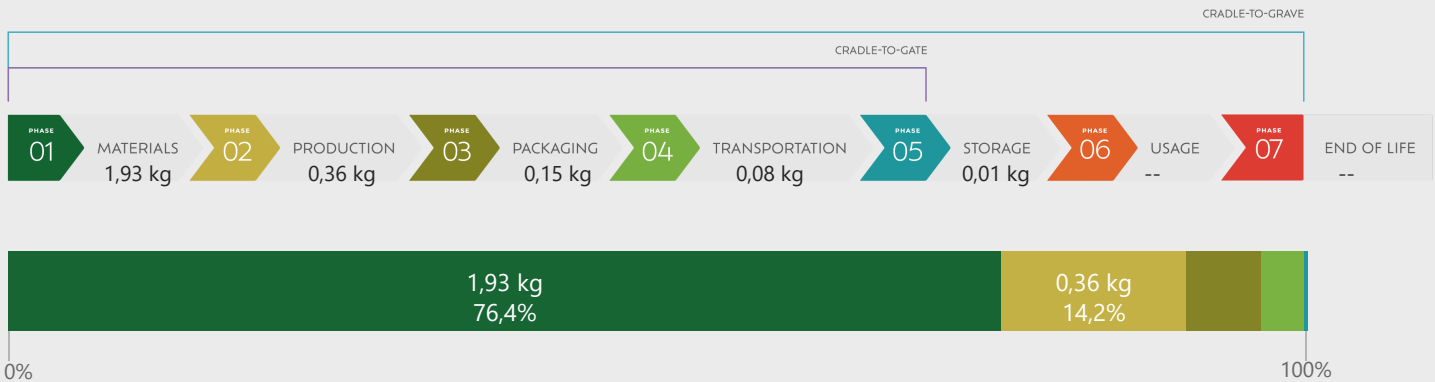 CRADLE-TO-GRAVE
CRADLE-TO-GATE
PHASE
01
MATERIALS
1,93 kg
PHASE
02
PRODUCTION
0,36 kg
PHASE
03
PACKAGING
0,15 kg
PHASE
04
TRANSPORTATION
0,08 kg
PHASE
05
STORAGE
0,01 kg
PHASE
06
USAGE
--
PHASE
07
END OF LIFE
--
1,93 kg
76,4%
0,36 kg
14,2%
0%
100%